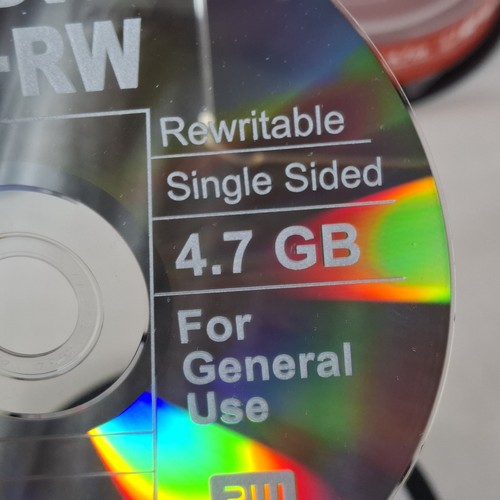 -RW
Rewritable
Single Sided
4.7 GB
For
General
Use